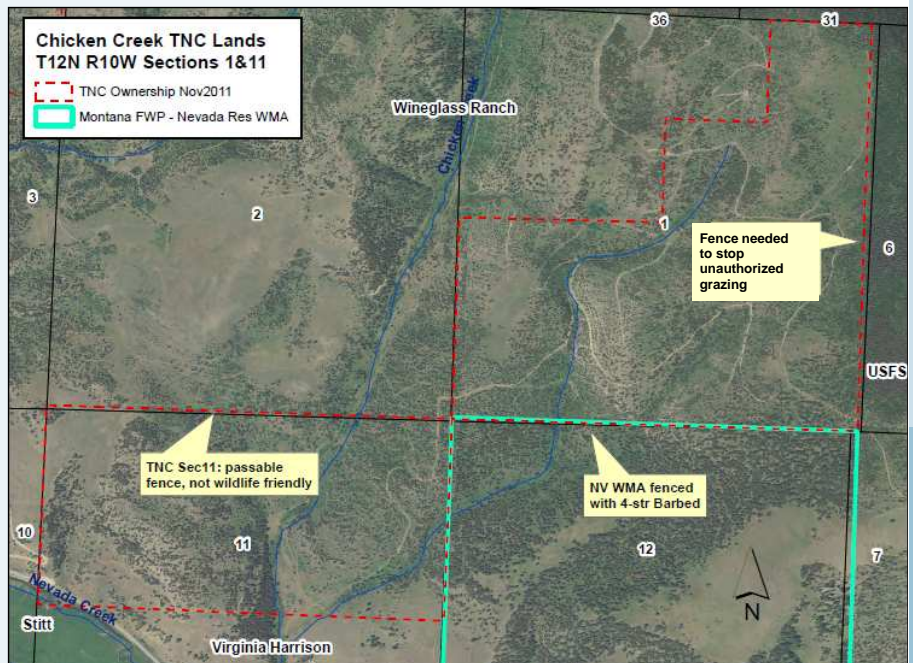 Chicken Creek TNC Lands
T12N R10W Sections 1&11
TNC Ownership Nov2011
Montana FWP - Nevada Res WMA
36
31
Wineglass Ranch
Chicken Creek
3
2
1
Fence needed
to stop
unauthorized
grazing
6
USFS
TNC Sec11: passable
fence, not wildlife friendly
NV WMA fenced
with 4-str Barbed
10
11
12
7
Nevada Creek
N
Stitt
Virginia Harrison